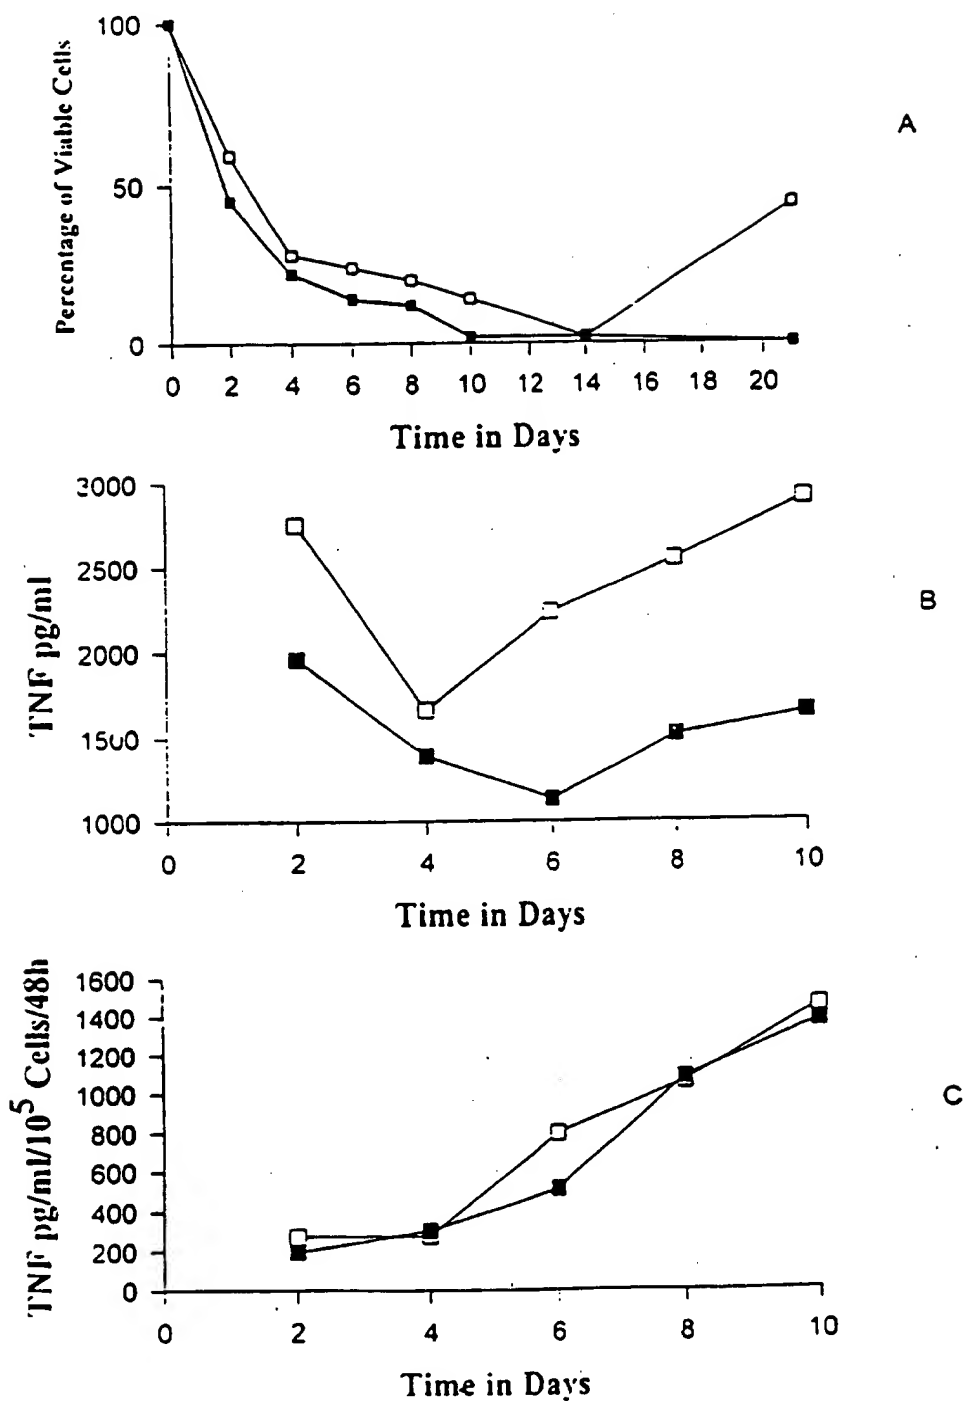 100
50
0
Percentage of Viable Cells
0 2 4 6 8 10 12 14 16 18 20
Time in Days
A
3000
2500
2000
1500
1000
TNF pg/ml
0 2 4 6 8 10
Time in Days
B
1600
1400
1200
1000
800
600
400
200
0
TNF pg/ml/10⁵ Cells/48h
0 2 4 6 8 10
Time in Days
C